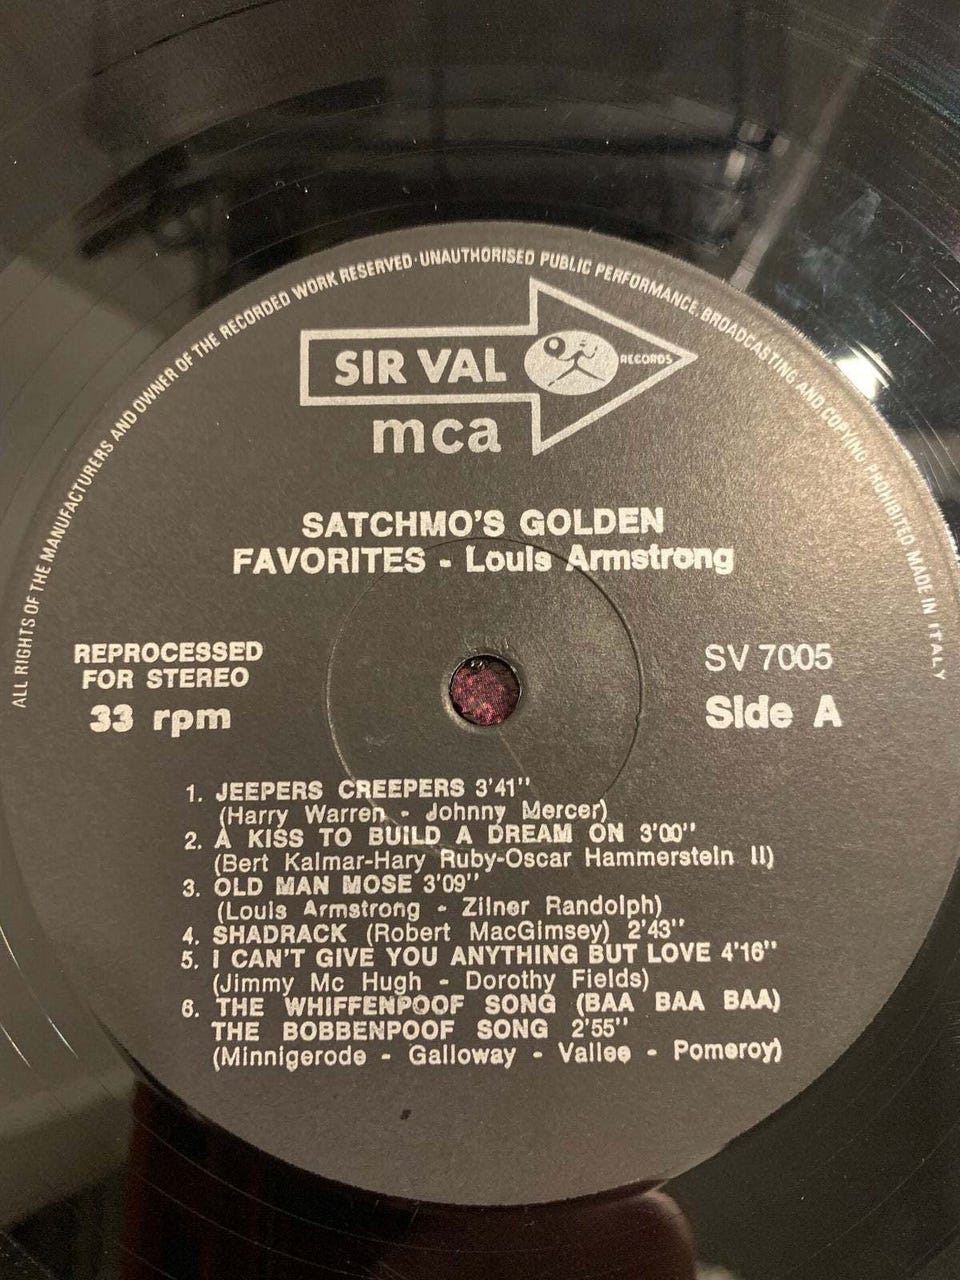 ALL RIGHTS OF THE MANUFACTURERS AND OWNER OF THE RECORDED WORK RESERVED · UNAUTHORISED PUBLIC PERFORMANCE, BROADCASTING AND COPYING PROHIBITED. MADE IN ITALY
SIR VAL RECORDS
mca
SATCHMO'S GOLDEN
FAVORITES - Louis Armstrong
REPROCESSED
FOR STEREO
33 rpm
SV 7005
Side A
1. JEEPERS CREEPERS 3'41''
(Harry Warren - Johnny Mercer)
2. A KISS TO BUILD A DREAM ON 3'00''
(Bert Kalmar-Hary Ruby-Oscar Hammerstein II)
3. OLD MAN MOSE 3'09''
(Louis Armstrong - Zilner Randolph)
4. SHADRACK (Robert MacGimsey) 2'43''
5. I CAN'T GIVE YOU ANYTHING BUT LOVE 4'16''
(Jimmy Mc Hugh - Dorothy Fields)
6. THE WHIFFENPOOF SONG (BAA BAA BAA)
THE BOBBENPOOF SONG 2'55''
(Minnigerode - Galloway - Vallee - Pomeroy)